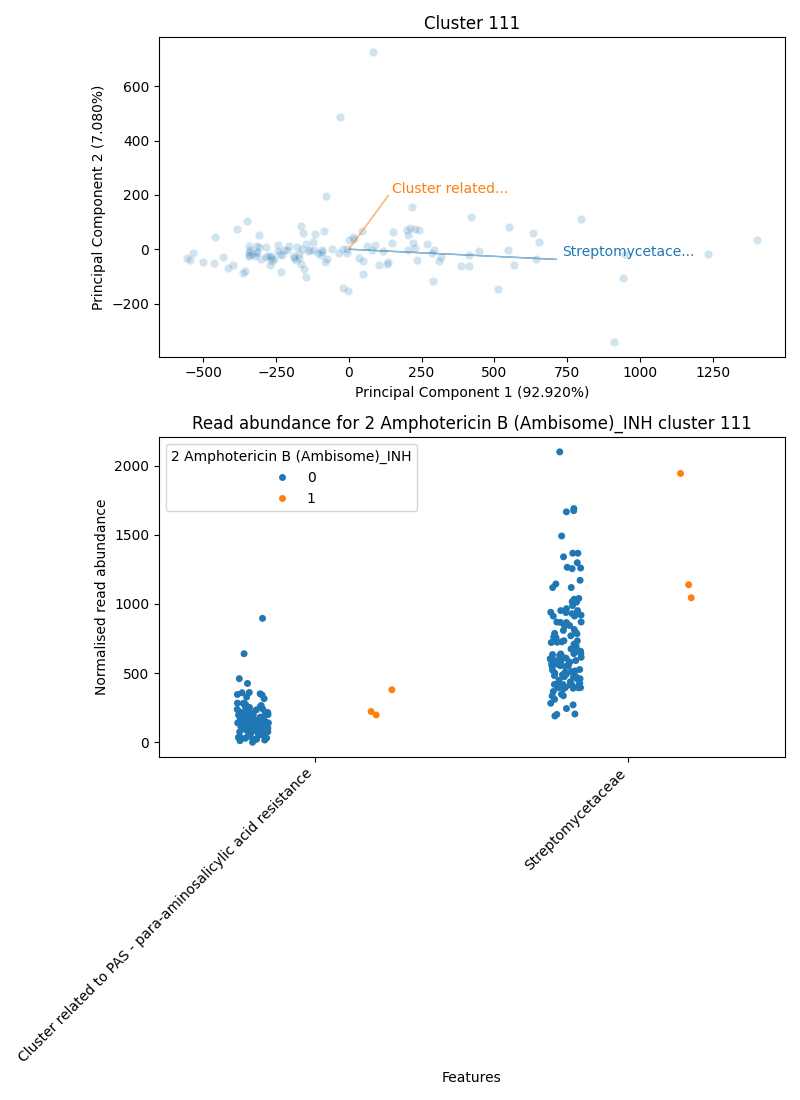 Cluster 111
600
400
200
0
−200
Principal Component 2 (7.080%)
Cluster related...
Streptomycetace...
−500
−250
0
250
500
750
1000
1250
Principal Component 1 (92.920%)
Read abundance for 2 Amphotericin B (Ambisome)_INH cluster 111
2 Amphotericin B (Ambisome)_INH
0
1
2000
1500
1000
500
0
Normalised read abundance
Cluster related to PAS - para-aminosalicylic acid resistance
Streptomycetaceae
Features